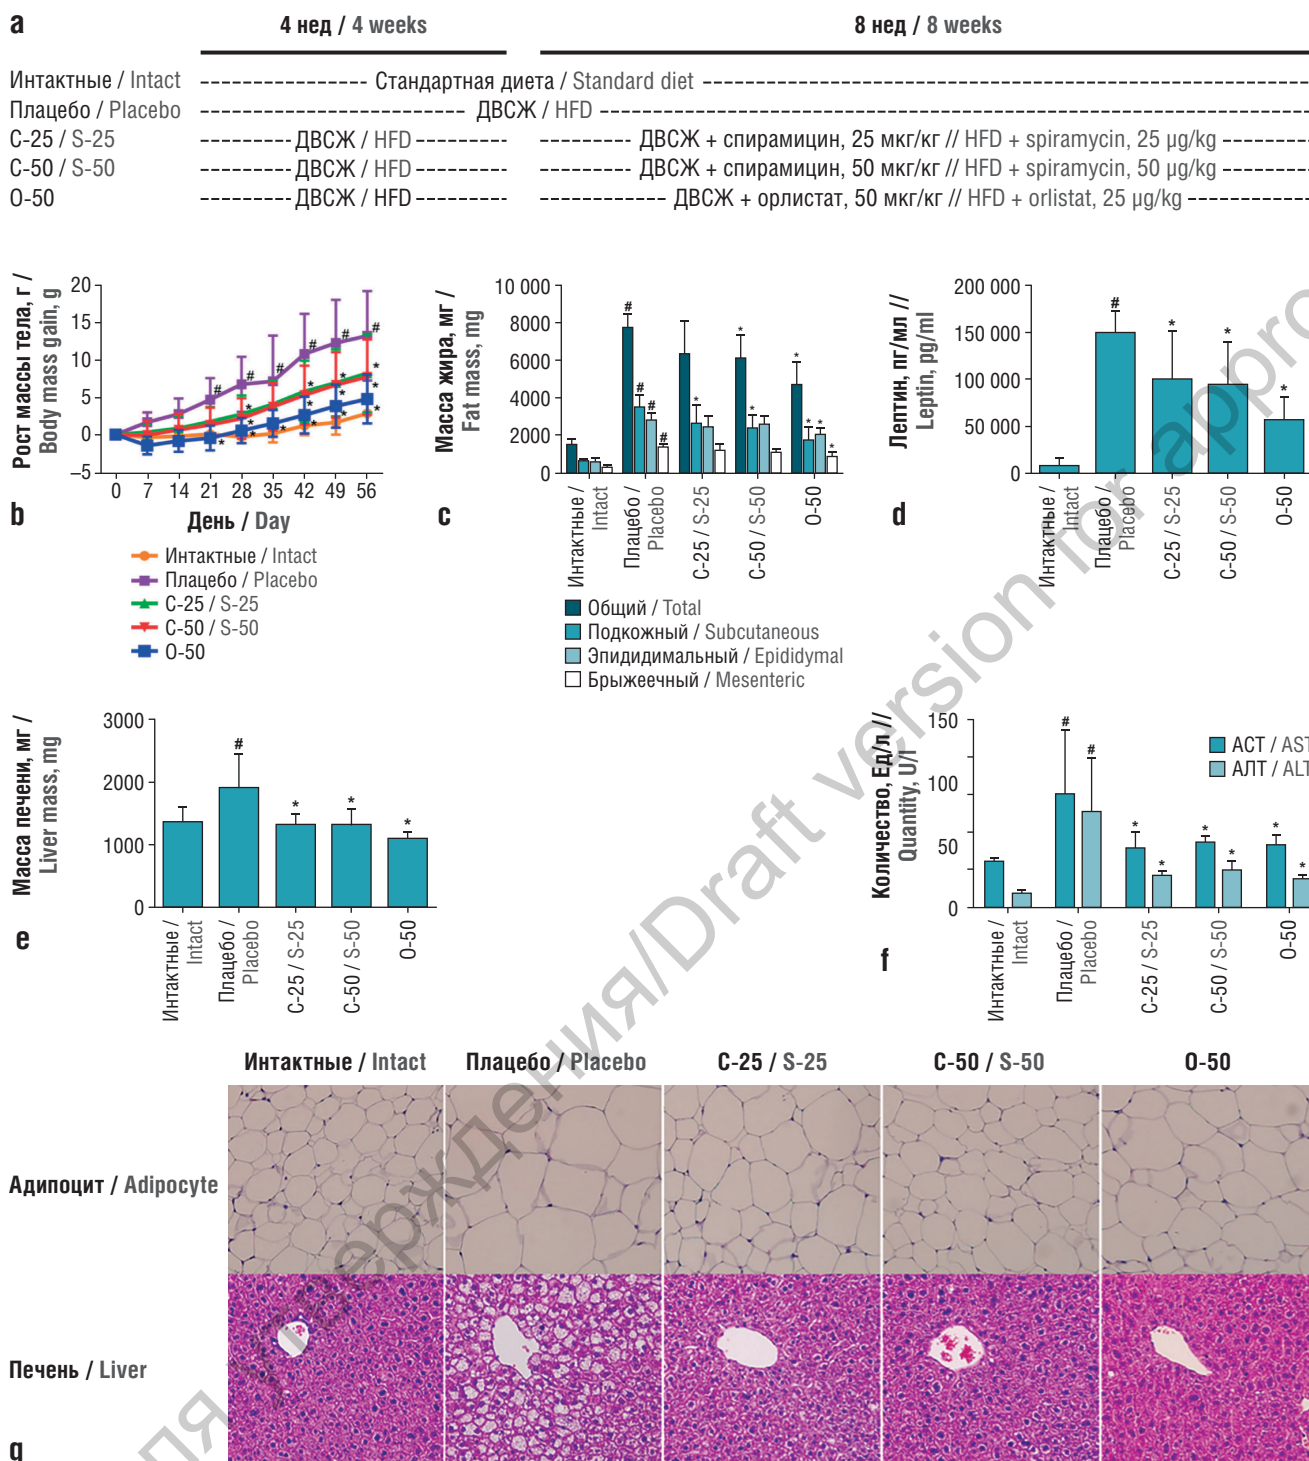 a
4 нед / 4 weeks
8 нед / 8 weeks
Интактные / Intact
Стандартная диета / Standard diet
Плацебо / Placebo
ДВСЖ / HFD
С-25 / S-25
ДВСЖ / HFD
ДВСЖ + спирамицин, 25 мкг/кг // HFD + spiramycin, 25 µg/kg
С-50 / S-50
ДВСЖ / HFD
ДВСЖ + спирамицин, 50 мкг/кг // HFD + spiramycin, 50 µg/kg
О-50
ДВСЖ / HFD
ДВСЖ + орлистат, 50 мкг/кг // HFD + orlistat, 25 µg/kg
Рост массы тела, г /
Body mass gain, g
20
15
10
5
0
–5
# # # # # #
* * * * * * * * * * *
0 7 14 21 28 35 42 49 56
День / Day
b
Интактные / Intact
Плацебо / Placebo
С-25 / S-25
С-50 / S-50
О-50
Масса жира, мг /
Fat mass, mg
10 000
8000
6000
4000
2000
0
# # # #
* * * * * * *
Интактные /
Intact
Плацебо /
Placebo
С-25 / S-25
С-50 / S-50
О-50
c
Общий / Total
Подкожный / Subcutaneous
Эпидидимальный / Epididymal
Брыжеечный / Mesenteric
Лептин, пг/мл //
Leptin, pg/ml
200 000
150 000
100 000
50 000
0
# * * *
Интактные /
Intact
Плацебо /
Placebo
С-25 / S-25
С-50 / S-50
О-50
d
Масса печени, мг /
Liver mass, mg
3000
2000
1000
0
# * * *
Интактные /
Intact
Плацебо /
Placebo
С-25 / S-25
С-50 / S-50
О-50
e
Количество, Ед/л //
Quantity, U/l
150
100
50
0
# # * * * * * *
АСТ / AST
АЛТ / ALT
Интактные /
Intact
Плацебо /
Placebo
С-25 / S-25
С-50 / S-50
О-50
f
Интактные / Intact
Плацебо / Placebo
С-25 / S-25
С-50 / S-50
О-50
Адипоцит / Adipocyte
Печень / Liver
g
ля
верждения/Draft version for appro